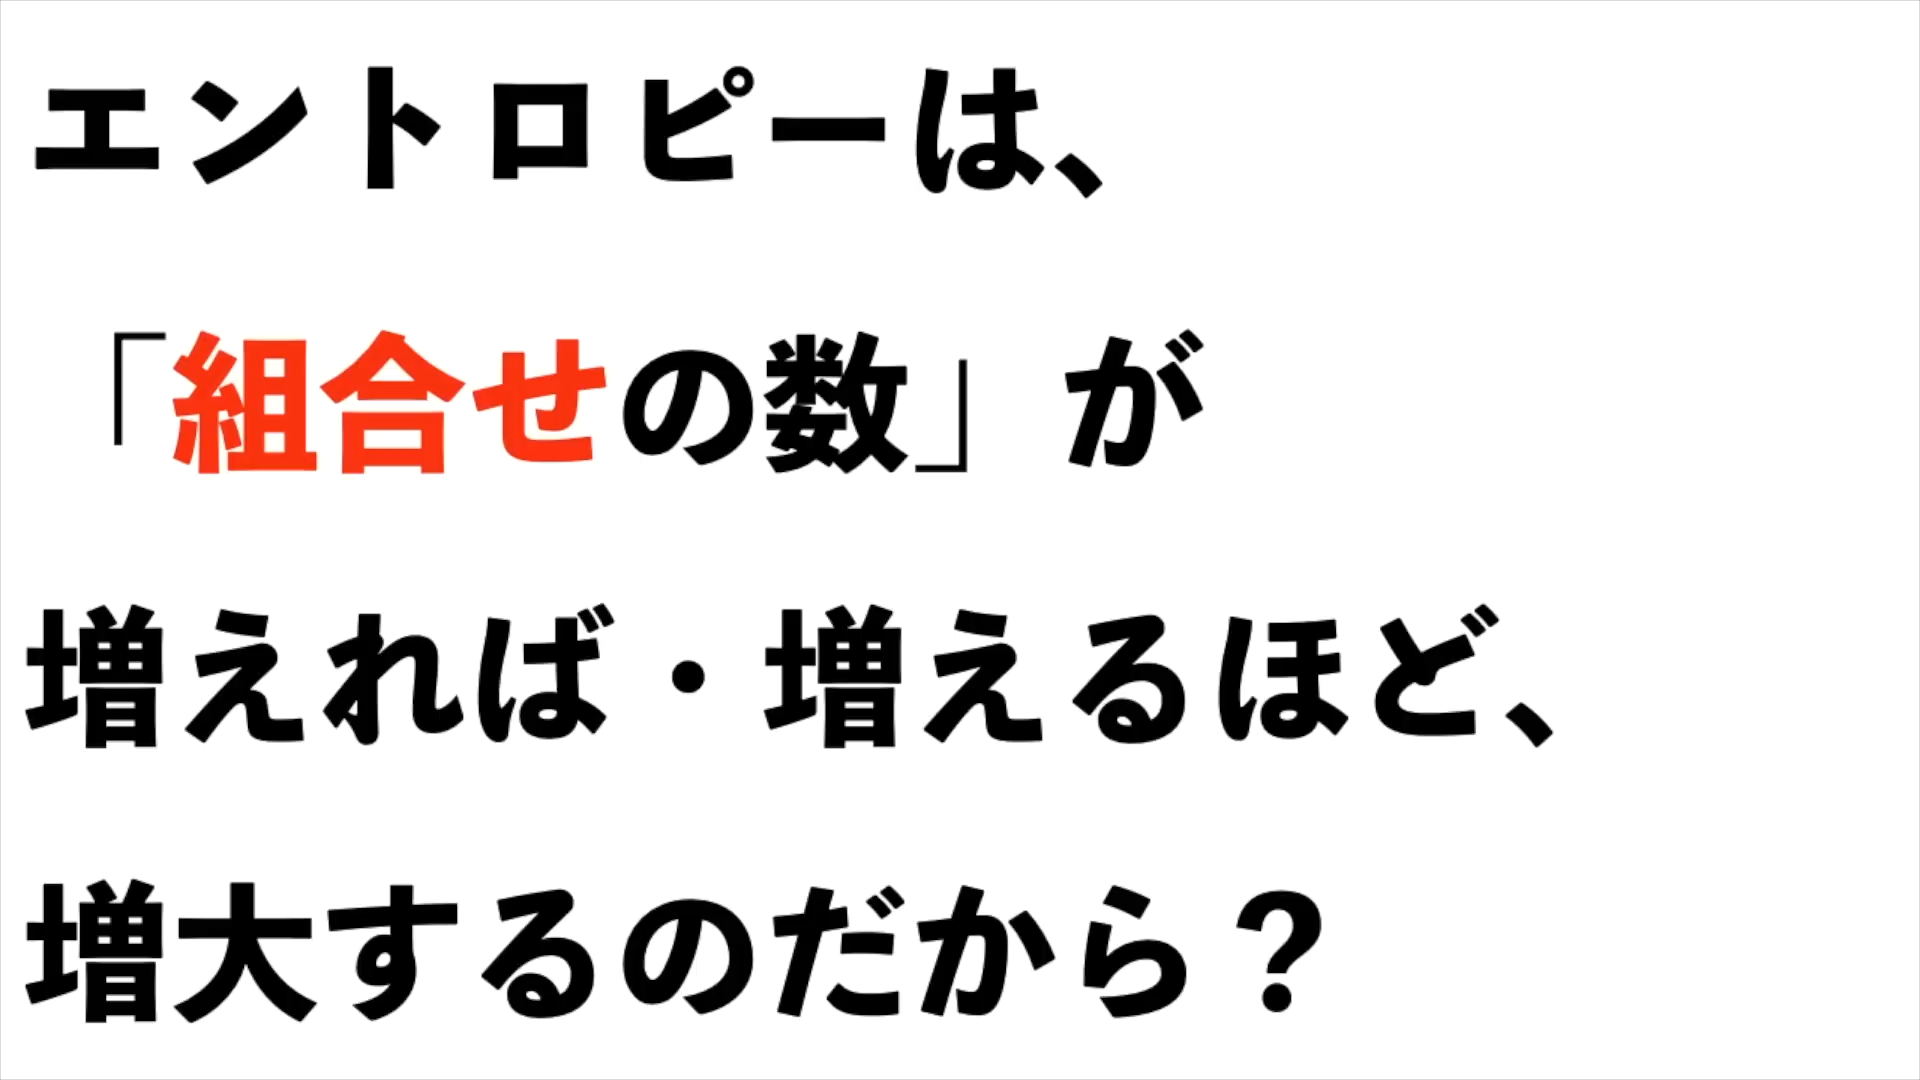 エントロピーは、
「組合せの数」が
増えれば・増えるほど、
増大するのだから？